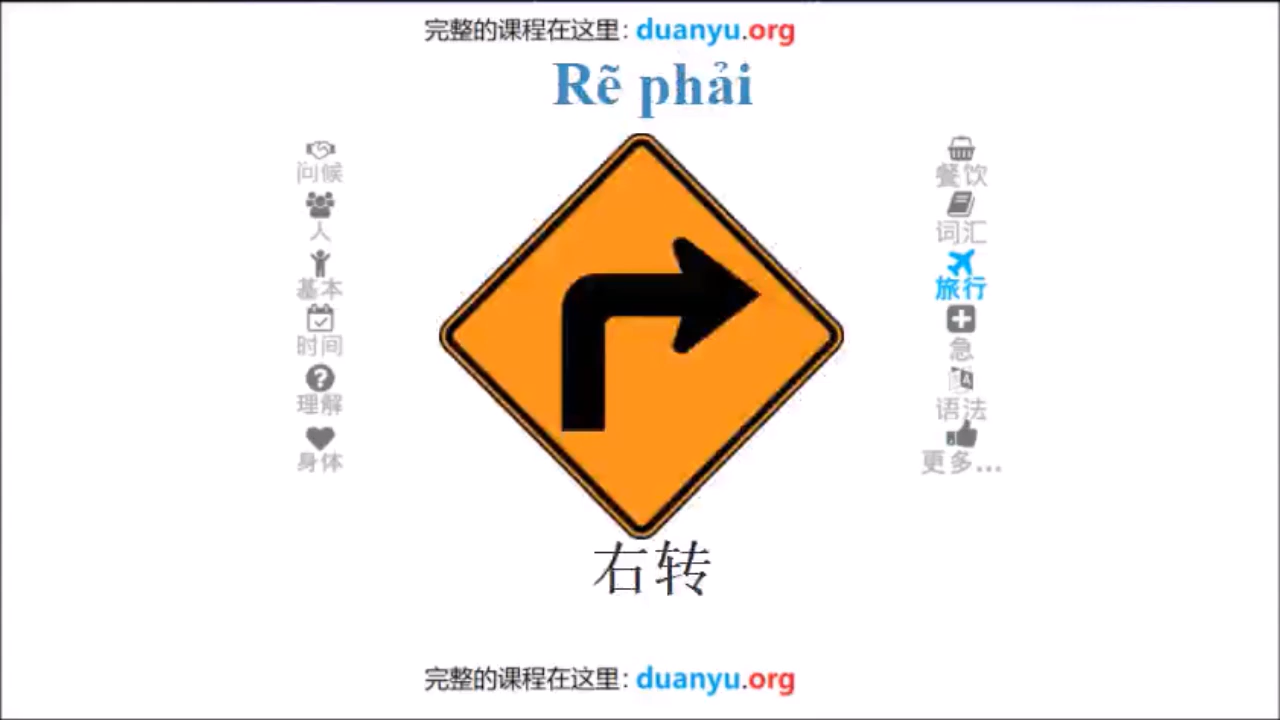 完整的课程在这里：duanyu.org
Rẽ phải
问候
人
基本
时间
理解
身体
餐饮
词汇
旅行
急
语法
更多...
右转
完整的课程在这里：duanyu.org